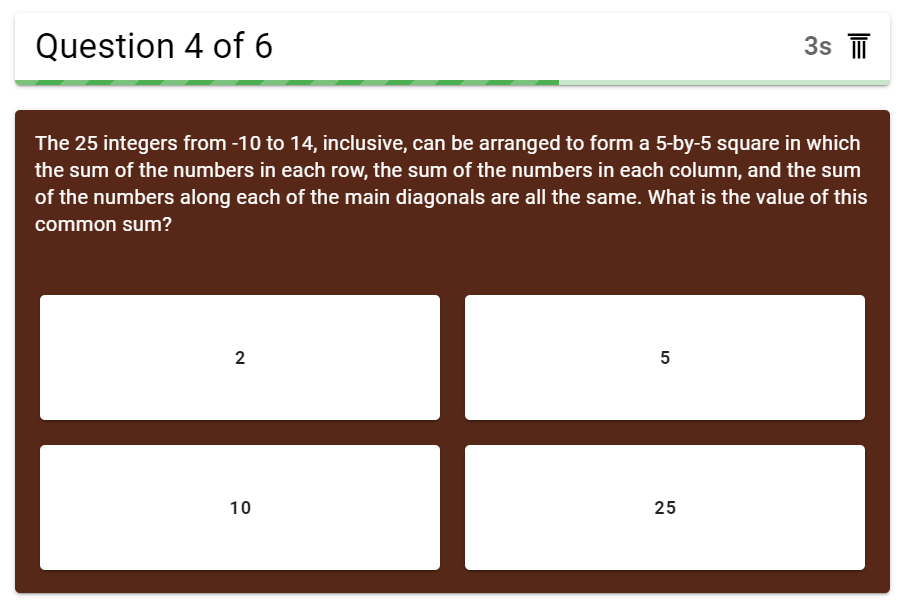 Question 4 of 6
3s
The 25 integers from -10 to 14, inclusive, can be arranged to form a 5-by-5 square in which
the sum of the numbers in each row, the sum of the numbers in each column, and the sum
of the numbers along each of the main diagonals are all the same. What is the value of this
common sum?
2
5
10
25